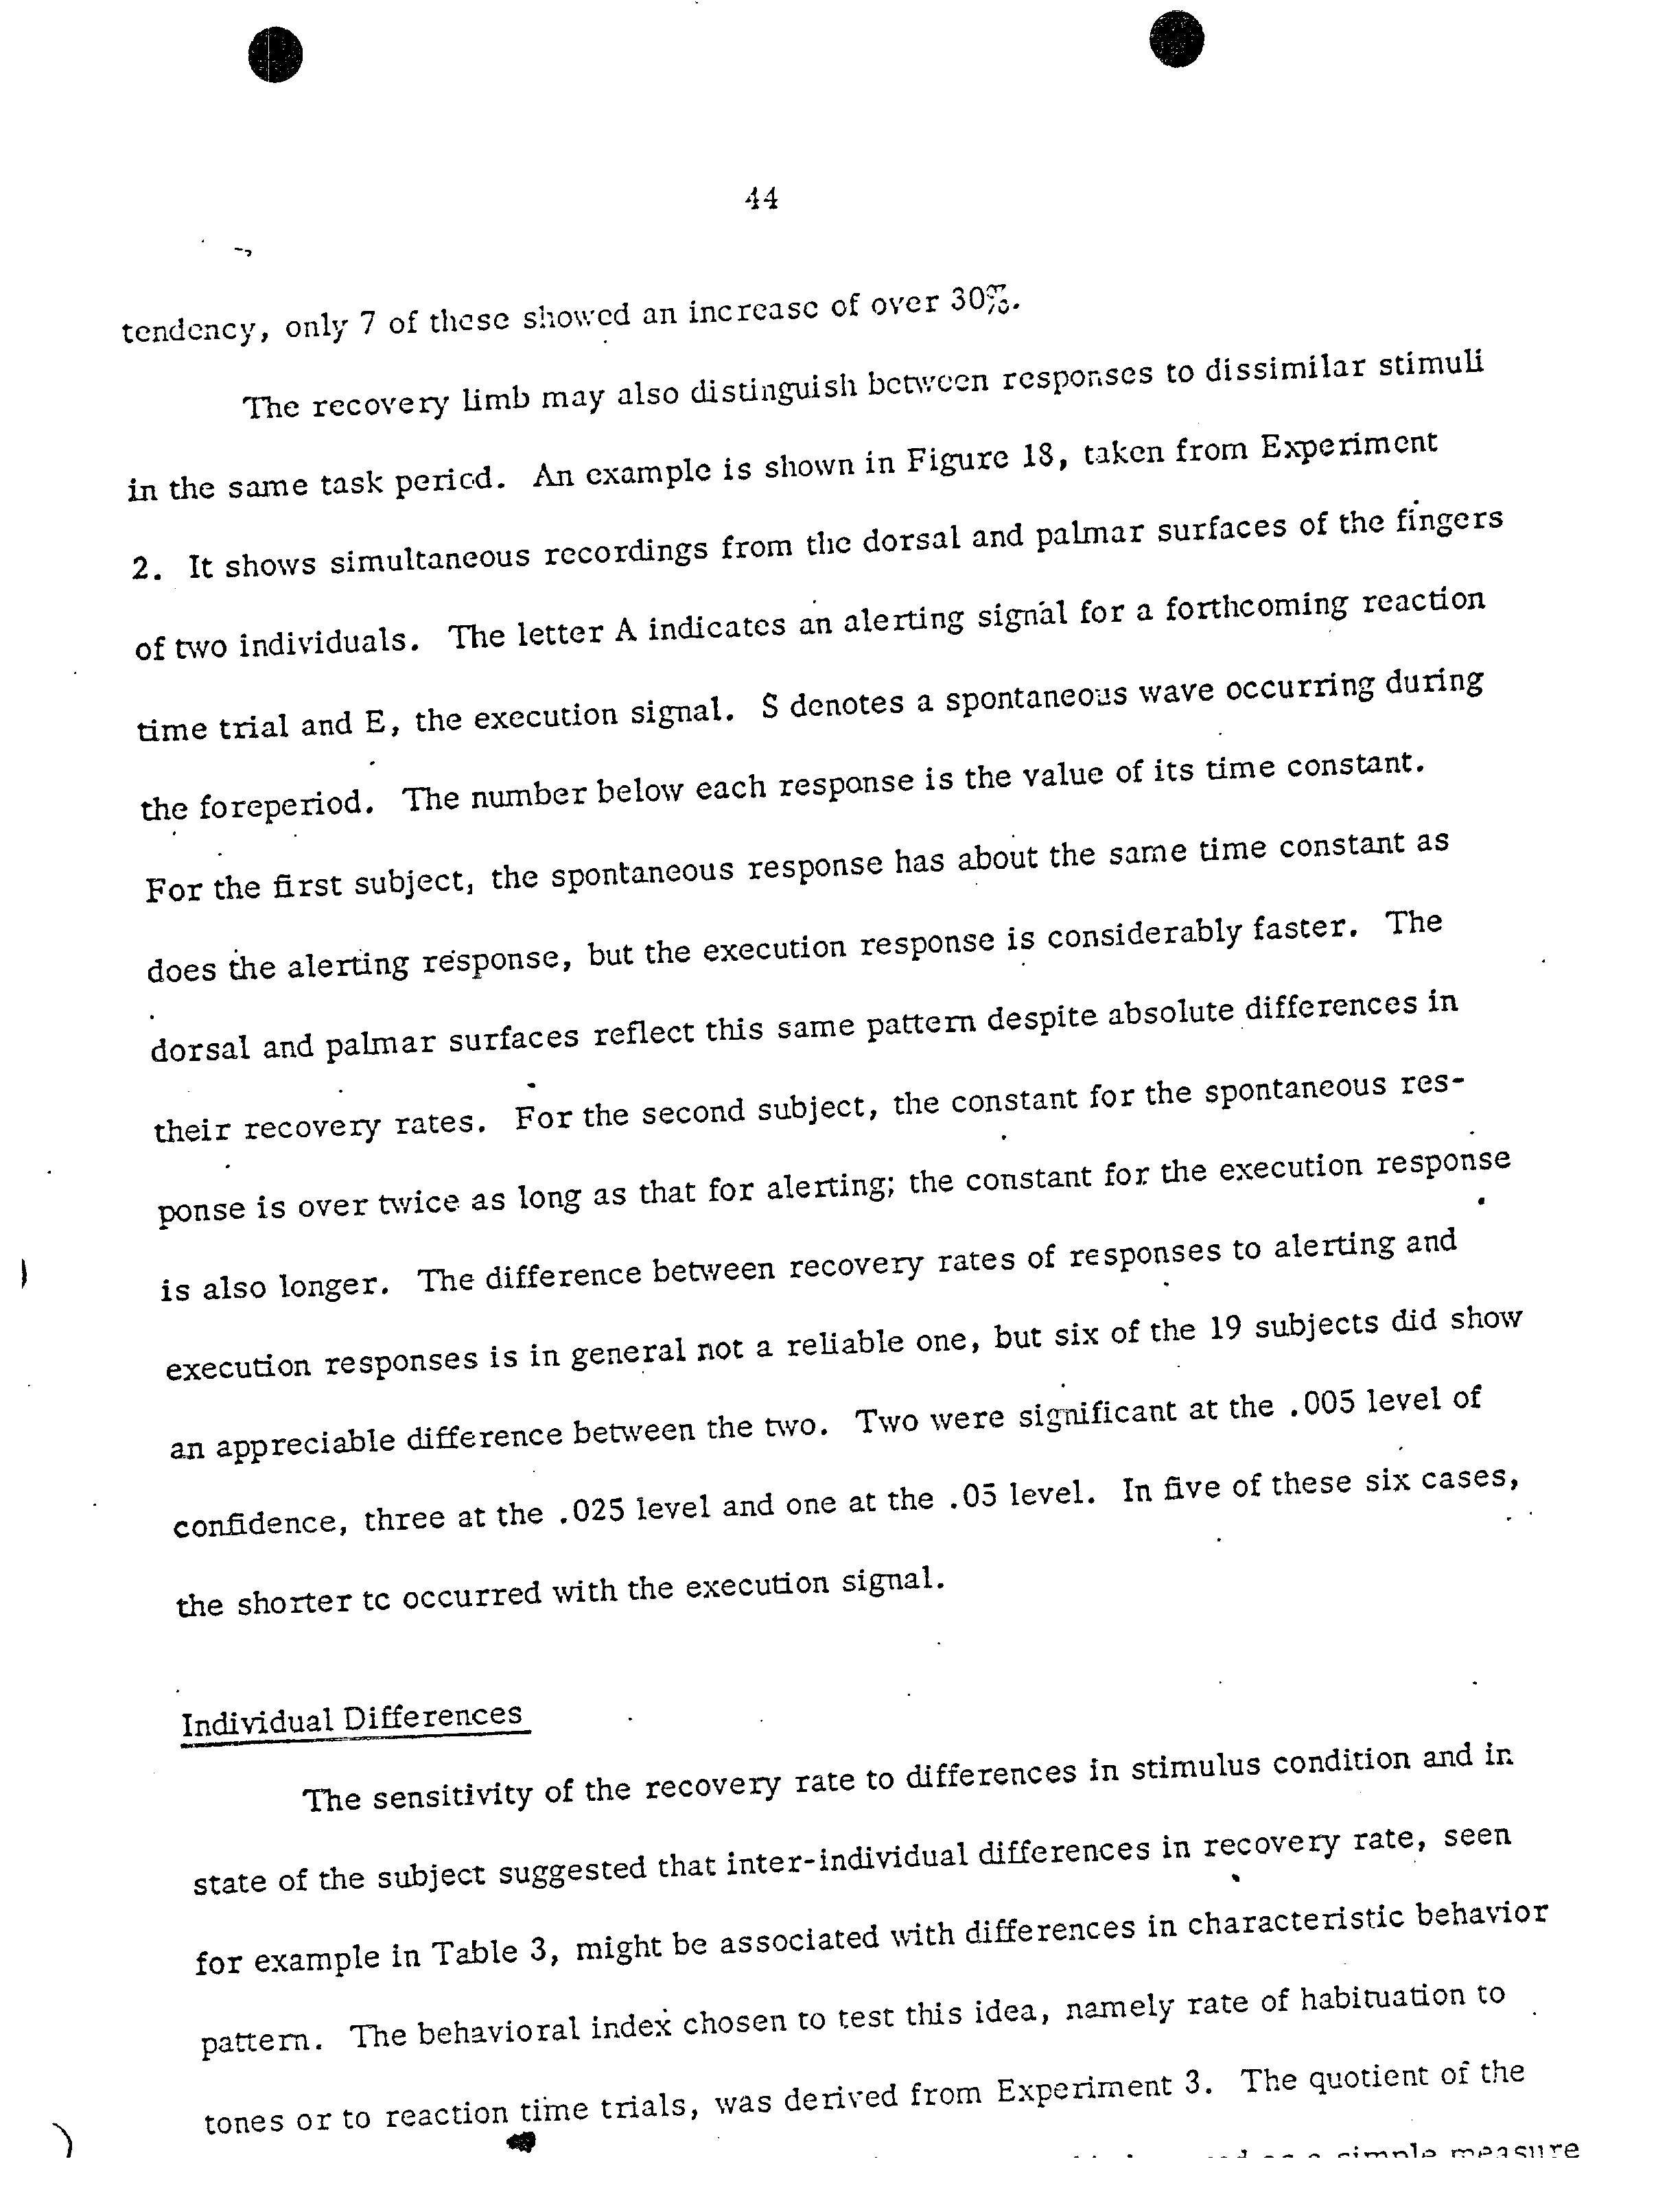 44
tendency, only 7 of these showed an increase of over 30%.
The recovery limb may also distinguish between responses to dissimilar stimuli
in the same task period. An example is shown in Figure 18, taken from Experiment
2. It shows simultaneous recordings from the dorsal and palmar surfaces of the fingers
of two individuals. The letter A indicates an alerting signal for a forthcoming reaction
time trial and E, the execution signal. S denotes a spontaneous wave occurring during
the foreperiod. The number below each response is the value of its time constant.
For the first subject, the spontaneous response has about the same time constant as
does the alerting response, but the execution response is considerably faster. The
dorsal and palmar surfaces reflect this same pattern despite absolute differences in
their recovery rates. For the second subject, the constant for the spontaneous res-
ponse is over twice as long as that for alerting; the constant for the execution response
is also longer. The difference between recovery rates of responses to alerting and
execution responses is in general not a reliable one, but six of the 19 subjects did show
an appreciable difference between the two. Two were significant at the .005 level of
confidence, three at the .025 level and one at the .05 level. In five of these six cases,
the shorter tc occurred with the execution signal.
Individual Differences
The sensitivity of the recovery rate to differences in stimulus condition and in
state of the subject suggested that inter-individual differences in recovery rate, seen
for example in Table 3, might be associated with differences in characteristic behavior
pattern. The behavioral index chosen to test this idea, namely rate of habituation to
tones or to reaction time trials, was derived from Experiment 3. The quotient of the
a simple measure